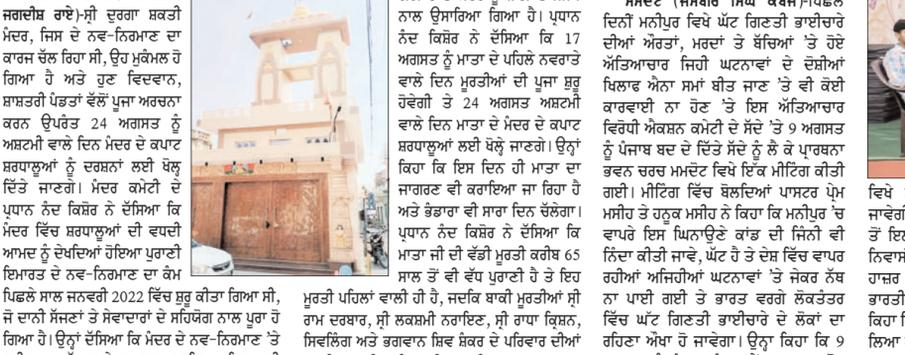 ਜਗਦੀਸ਼ ਰਾਏ)-ਸ੍ਰੀ ਦੁਰਗਾ ਸ਼ਕਤੀ
ਮੰਦਰ, ਜਿਸ ਦੇ ਨਵ-ਨਿਰਮਾਣ ਦਾ
ਕਾਰਜ ਚੱਲ ਰਿਹਾ ਸੀ, ਉਹ ਮੁਕੰਮਲ ਹੋ
ਗਿਆ ਹੈ ਅਤੇ ਹੁਣ ਵਿਦਵਾਨ,
ਸ਼ਾਸ਼ਤਰੀ ਪੰਡਤਾਂ ਵੱਲੋਂ ਪੂਜਾ ਅਰਚਨਾ
ਕਰਨ ਉਪਰੰਤ 24 ਅਗਸਤ ਨੂੰ
ਅਸ਼ਟਮੀ ਵਾਲੇ ਦਿਨ ਮੰਦਰ ਦੇ ਕਪਾਟ
ਸ਼ਰਧਾਲੂਆਂ ਨੂੰ ਦਰਸ਼ਨਾਂ ਲਈ ਖੋਲ੍ਹ
ਦਿੱਤੇ ਜਾਣਗੇ। ਮੰਦਰ ਕਮੇਟੀ ਦੇ
ਪ੍ਰਧਾਨ ਨੰਦ ਕਿਸ਼ੋਰ ਨੇ ਦੱਸਿਆ ਕਿ
ਮੰਦਰ ਵਿੱਚ ਸ਼ਰਧਾਲੂਆਂ ਦੀ ਵਧਦੀ
ਆਮਦ ਨੂੰ ਦੇਖਦਿਆਂ ਹੋਇਆ ਪੁਰਾਣੀ
ਇਮਾਰਤ ਦੇ ਨਵ-ਨਿਰਮਾਣ ਦਾ ਕੰਮ
ਪਿਛਲੇ ਸਾਲ ਜਨਵਰੀ 2022 ਵਿੱਚ ਸ਼ੁਰੂ ਕੀਤਾ ਗਿਆ ਸੀ,
ਜੋ ਦਾਨੀ ਸੱਜਣਾਂ ਤੇ ਸੇਵਾਦਾਰਾਂ ਦੇ ਸਹਿਯੋਗ ਨਾਲ ਪੂਰਾ ਹੋ
ਗਿਆ ਹੈ। ਉਨ੍ਹਾਂ ਦੱਸਿਆ ਕਿ ਮੰਦਰ ਦੇ ਨਵ-ਨਿਰਮਾਣ 'ਤੇ
ਨਾਲ ਉਸਾਰਿਆ ਗਿਆ ਹੈ। ਪ੍ਰਧਾਨ
ਨੰਦ ਕਿਸ਼ੋਰ ਨੇ ਦੱਸਿਆ ਕਿ 17
ਅਗਸਤ ਨੂੰ ਮਾਤਾ ਦੇ ਪਹਿਲੇ ਨਵਰਾਤੇ
ਵਾਲੇ ਦਿਨ ਮੂਰਤੀਆਂ ਦੀ ਪੂਜਾ ਸ਼ੁਰੂ
ਹੋਵੇਗੀ ਤੇ 24 ਅਗਸਤ ਅਸ਼ਟਮੀ
ਵਾਲੇ ਦਿਨ ਮਾਤਾ ਦੇ ਮੰਦਰ ਦੇ ਕਪਾਟ
ਸ਼ਰਧਾਲੂਆਂ ਲਈ ਖੋਲ੍ਹੇ ਜਾਣਗੇ। ਉਨ੍ਹਾਂ
ਕਿਹਾ ਕਿ ਇਸ ਦਿਨ ਹੀ ਮਾਤਾ ਦਾ
ਜਾਗਰਣ ਵੀ ਕਰਾਇਆ ਜਾ ਰਿਹਾ ਹੈ
ਅਤੇ ਭੰਡਾਰਾ ਵੀ ਸਾਰਾ ਦਿਨ ਚੱਲੇਗਾ।
ਪ੍ਰਧਾਨ ਨੰਦ ਕਿਸ਼ੋਰ ਨੇ ਦੱਸਿਆ ਕਿ
ਮਾਤਾ ਜੀ ਦੀ ਵੱਡੀ ਮੂਰਤੀ ਕਰੀਬ 65
ਸਾਲ ਤੋਂ ਵੀ ਵੱਧ ਪੁਰਾਣੀ ਹੈ ਤੇ ਇਹ
ਮੂਰਤੀ ਪਹਿਲਾਂ ਵਾਲੀ ਹੀ ਹੈ, ਜਦਕਿ ਬਾਕੀ ਮੂਰਤੀਆਂ ਸ੍ਰੀ
ਰਾਮ ਦਰਬਾਰ, ਸ੍ਰੀ ਲਕਸ਼ਮੀ ਨਰਾਇਣ, ਸ੍ਰੀ ਰਾਧਾ ਕ੍ਰਿਸ਼ਨ,
ਸਿਵਲਿੰਗ ਅਤੇ ਭਗਵਾਨ ਸ਼ਿਵ ਸ਼ੰਕਰ ਦੇ ਪਰਿਵਾਰ ਦੀਆਂ
ਮਮਦੋਟ (ਜਸਬੀਰ ਸਿੰਘ ਕੰਬੋਜ)-ਪਿਛਲੇ
ਦਿਨੀਂ ਮਨੀਪੁਰ ਵਿਖੇ ਘੱਟ ਗਿਣਤੀ ਭਾਈਚਾਰੇ
ਦੀਆਂ ਔਰਤਾਂ, ਮਰਦਾਂ ਤੇ ਬੱਚਿਆਂ 'ਤੇ ਹੋਏ
ਅੱਤਿਆਚਾਰ ਜਿਹੀ ਘਟਨਾਵਾਂ ਦੇ ਦੋਸ਼ੀਆਂ
ਖਿਲਾਫ ਐਨਾ ਸਮਾਂ ਬੀਤ ਜਾਣ 'ਤੇ ਵੀ ਕੋਈ
ਕਾਰਵਾਈ ਨਾ ਹੋਣ 'ਤੇ ਇਸ ਅੱਤਿਆਚਾਰ
ਵਿਰੋਧੀ ਐਕਸ਼ਨ ਕਮੇਟੀ ਦੇ ਸੱਦੇ 'ਤੇ 9 ਅਗਸਤ
ਨੂੰ ਪੰਜਾਬ ਬਦ ਦੇ ਦਿੱਤੇ ਸੱਦੇ ਨੂੰ ਲੈ ਕੇ ਪ੍ਰਾਰਥਨਾ
ਭਵਨ ਚਰਚ ਮਮਦੋਟ ਵਿਖੇ ਇੱਕ ਮੀਟਿੰਗ ਕੀਤੀ
ਗਈ। ਮੀਟਿੰਗ ਵਿੱਚ ਬੋਲਦਿਆਂ ਪਾਸਟਰ ਪ੍ਰੇਮ
ਮਸੀਹ ਤੇ ਹਨੂਕ ਮਸੀਹ ਨੇ ਕਿਹਾ ਕਿ ਮਨੀਪੁਰ 'ਚ
ਵਾਪਰੇ ਇਸ ਘਿਨਾਉਣੇ ਕਾਂਡ ਦੀ ਜਿੰਨੀ ਵੀ
ਨਿੰਦਾ ਕੀਤੀ ਜਾਵੇ, ਘੱਟ ਹੈ ਤੇ ਦੇਸ਼ ਵਿੱਚ ਵਾਪਰ
ਰਹੀਆਂ ਅਜਿਹੀਆਂ ਘਟਨਾਵਾਂ 'ਤੇ ਜੇਕਰ ਨੱਥ
ਨਾ ਪਾਈ ਗਈ ਤੇ ਭਾਰਤ ਵਰਗੇ ਲੋਕਤੰਤਰ
ਵਿੱਚ ਘੱਟ ਗਿਣਤੀ ਭਾਈਚਾਰੇ ਦੇ ਲੋਕਾਂ ਦਾ
ਰਹਿਣਾ ਔਖਾ ਹੋ ਜਾਵੇਗਾ। ਉਨਾ ਕਿਹਾ ਕਿ 9
ਵਿਖੇ
ਜਾਵੇਗੀ
ਤੋਂ ਇਲ
ਨਿਵਾਸੀ
ਹਾਜ਼ਰ
ਭਾਰਤੀ
ਕਿਹਾ
ਲਿਆ